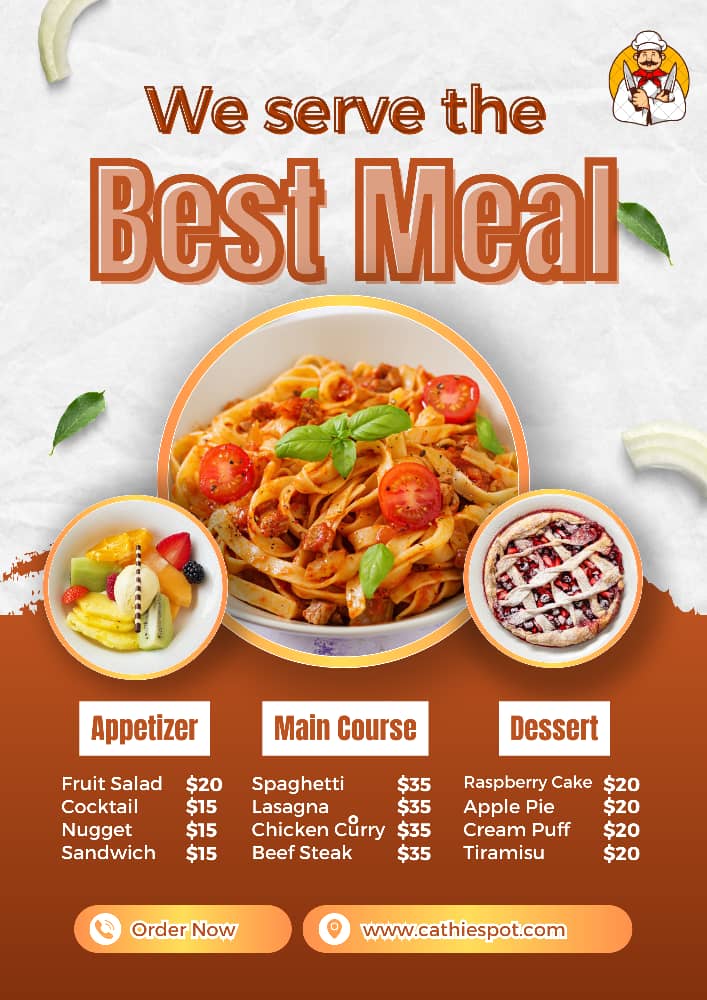 We serve the
Best Meal
Appetizer
Fruit Salad $20
Cocktail $15
Nugget $15
Sandwich $15
Main Course
Spaghetti $35
Lasagna $35
Chicken Curry $35
Beef Steak $35
Dessert
Raspberry Cake $20
Apple Pie $20
Cream Puff $20
Tiramisu $20
Order Now
www.cathiespot.com